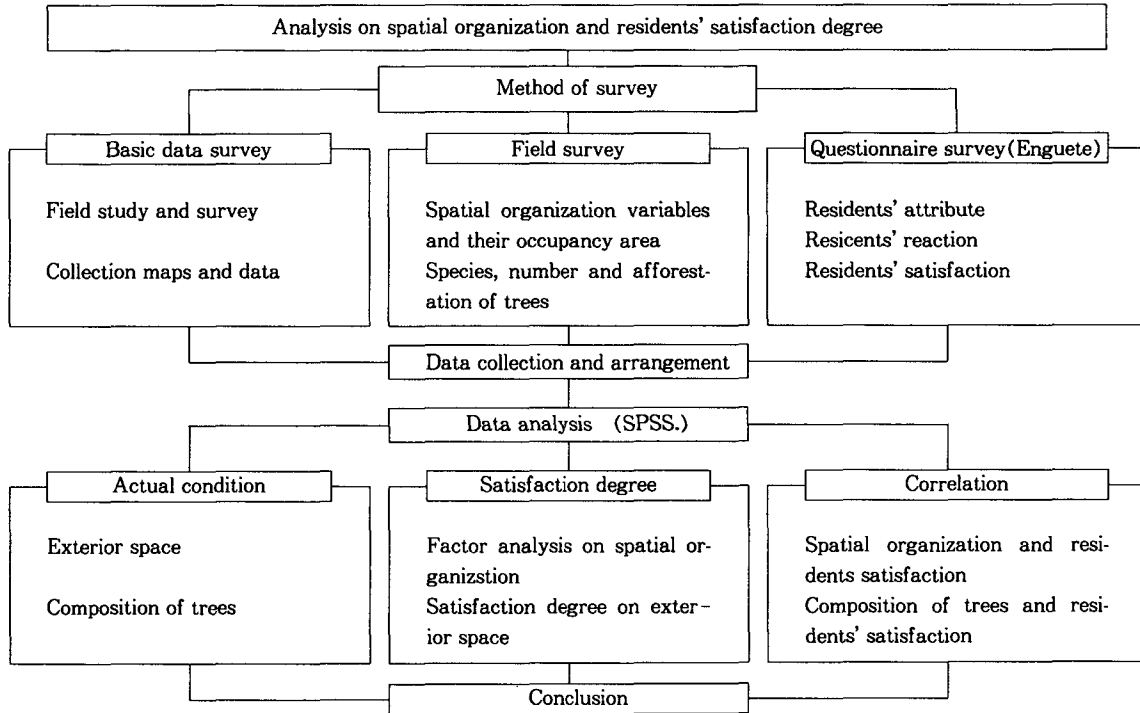 Analysis on spatial organization and residents' satisfaction degree
Method of survey
Basic data survey
Field study and survey
Collection maps and data
Field survey
Spatial organization variables
and their occupancy area
Species, number and afforest-
ation of trees
Questionnaire survey(Enguete)
Residents' attribute
Resicents' reaction
Residents' satisfaction
Data collection and arrangement
Data analysis (SPSS.)
Actual condition
Exterior space
Composition of trees
Satisfaction degree
Factor analysis on spatial or-
ganizstion
Satisfaction degree on exter-
ior space
Correlation
Spatial organization and resi-
dents satisfaction
Composition of trees and resi-
dents' satisfaction
Conclusion